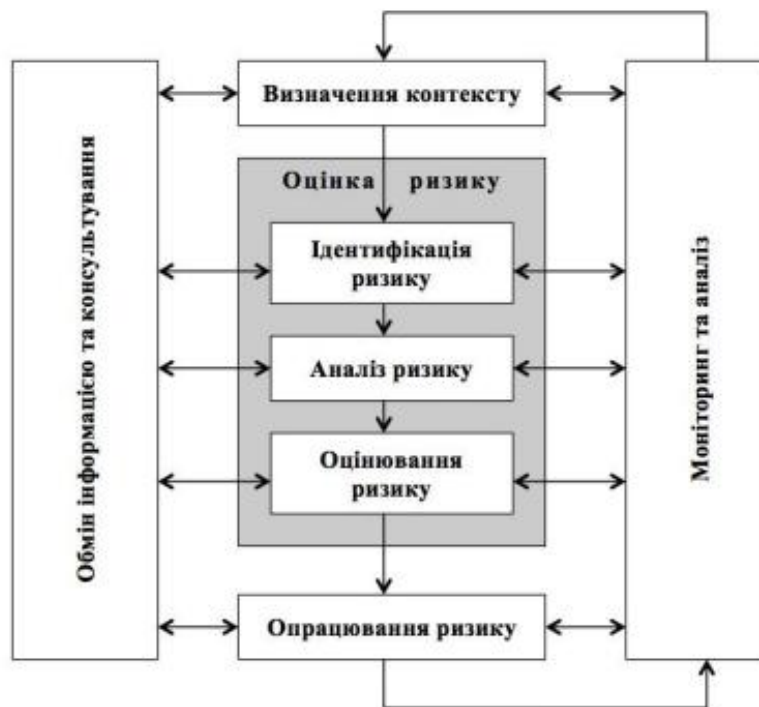 Обмін інформацією та консультування
Визначення контексту
Оцінка ризику
Ідентифікація
ризику
Аналіз ризику
Оцінювання
ризику
Опрацювання ризику
Моніторинг та аналіз